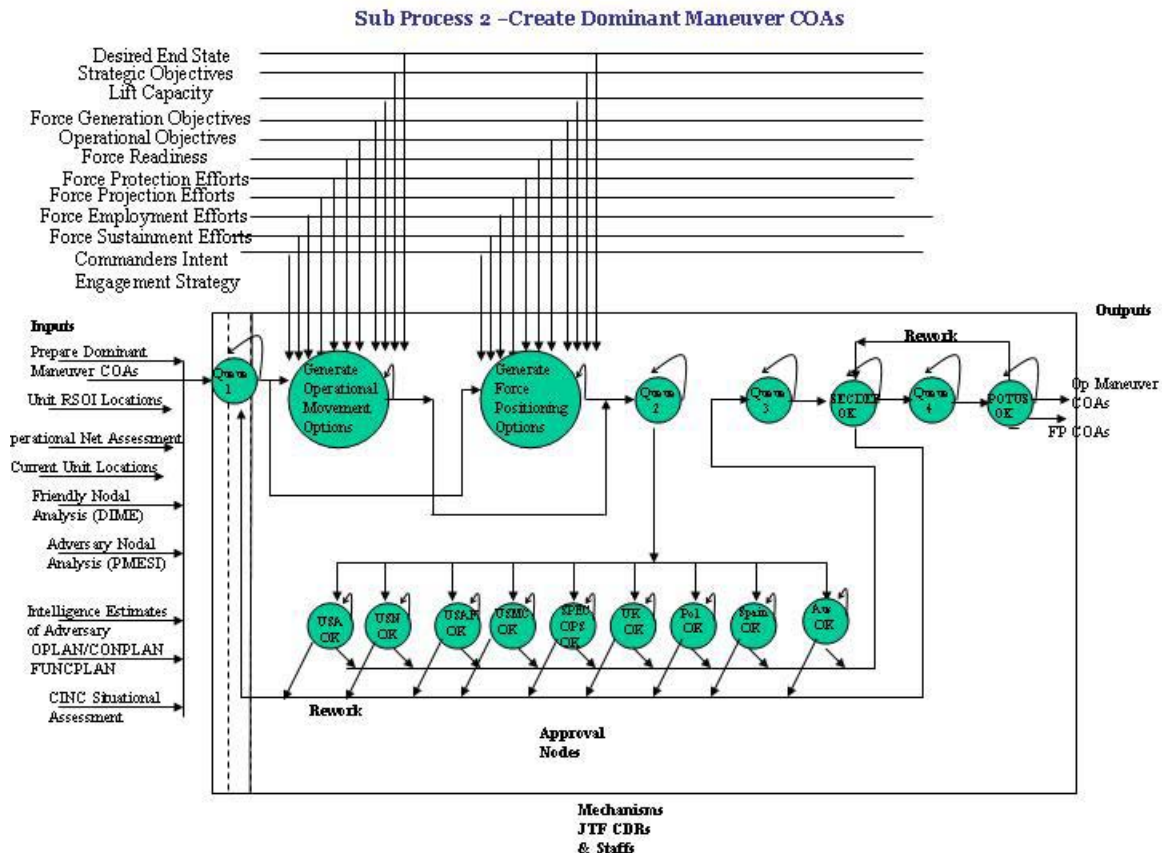 Sub Process 2 –Create Dominant Maneuver COAs
Desired End State
Strategic Objectives
Lift Capacity
Force Generation Objectives
Operational Objectives
Force Readiness
Force Protection Efforts
Force Projection Efforts
Force Employment Efforts
Force Sustainment Efforts
Commanders Intent
Engagement Strategy
Inputs
Outputs
Prepare Dominant
Maneuver COAs
Unit RSOI Locations
perational Net Assessment
Current Unit Locations
Friendly Nodal
Analysis (DIME)
Adversary Nodal
Analysis (PMESI)
Intelligence Estimates
of Adversary
OPLAN/CONPLAN
FUNCPLAN
CINC Situational
Assessment
Queue
1
Generate
Operational
Movement
Options
Generate
Force
Positioning
Options
Queue
2
Queue
3
Rework
SECDEF
OK
Queue
4
POTUS
OK
Op Maneuver
COAs
FP COAs
USA
OK
USN
OK
USAF
OK
USMC
OK
SPEC
OPS
OK
UK
OK
Pol
OK
Spain
OK
Aus
OK
Rework
Approval
Nodes
Mechanisms
JTF CDRs
& Staffs